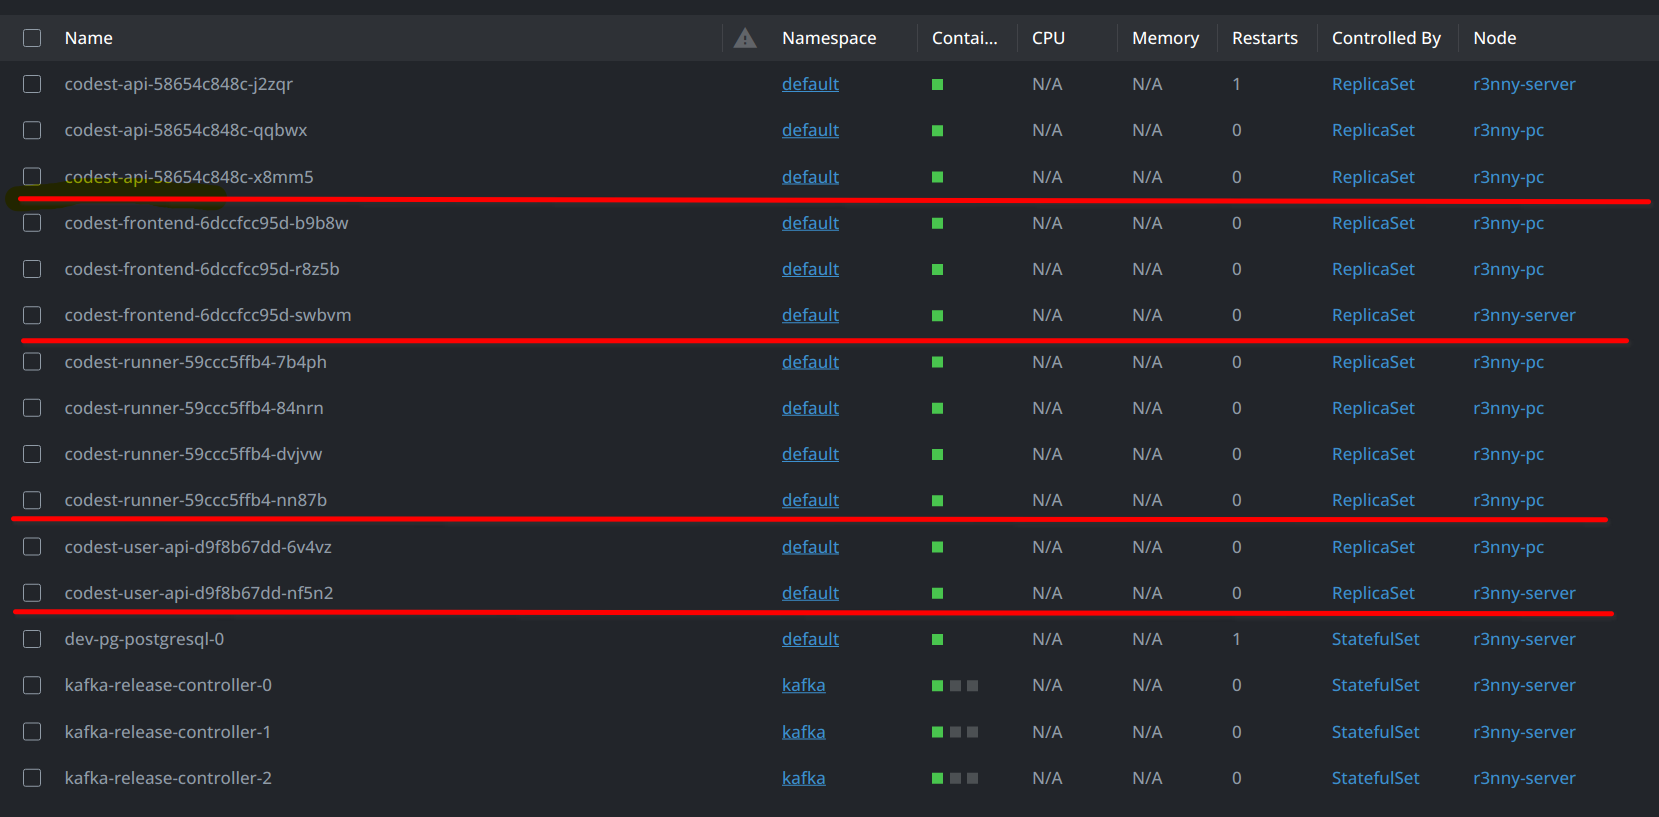 Name Namespace Contai... CPU Memory Restarts Controlled By Node
codest-api-58654c848c-j2zqr default N/A N/A 1 ReplicaSet r3nny-server
codest-api-58654c848c-qqbwx default N/A N/A 0 ReplicaSet r3nny-pc
codest-api-58654c848c-x8mm5 default N/A N/A 0 ReplicaSet r3nny-pc
codest-frontend-6dccfcc95d-b9b8w default N/A N/A 0 ReplicaSet r3nny-pc
codest-frontend-6dccfcc95d-r8z5b default N/A N/A 0 ReplicaSet r3nny-pc
codest-frontend-6dccfcc95d-swbvm default N/A N/A 0 ReplicaSet r3nny-server
codest-runner-59ccc5ffb4-7b4ph default N/A N/A 0 ReplicaSet r3nny-pc
codest-runner-59ccc5ffb4-84nrn default N/A N/A 0 ReplicaSet r3nny-pc
codest-runner-59ccc5ffb4-dvjvw default N/A N/A 0 ReplicaSet r3nny-pc
codest-runner-59ccc5ffb4-nn87b default N/A N/A 0 ReplicaSet r3nny-pc
codest-user-api-d9f8b67dd-6v4vz default N/A N/A 0 ReplicaSet r3nny-pc
codest-user-api-d9f8b67dd-nf5n2 default N/A N/A 0 ReplicaSet r3nny-server
dev-pg-postgresql-0 default N/A N/A 1 StatefulSet r3nny-server
kafka-release-controller-0 kafka N/A N/A 0 StatefulSet r3nny-server
kafka-release-controller-1 kafka N/A N/A 0 StatefulSet r3nny-server
kafka-release-controller-2 kafka N/A N/A 0 StatefulSet r3nny-server